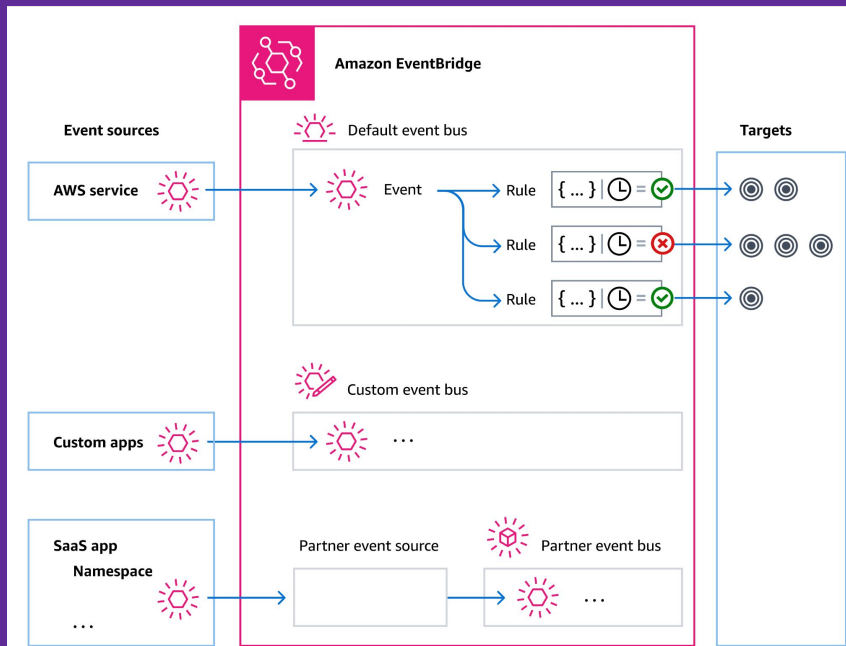 Amazon EventBridge
Event sources
Default event bus
Targets
AWS service
Event
Rule
{ ... } | =
Rule
{ ... } | =
Rule
{ ... } | =
Custom event bus
Custom apps
...
SaaS app
Namespace
...
Partner event source
Partner event bus
...